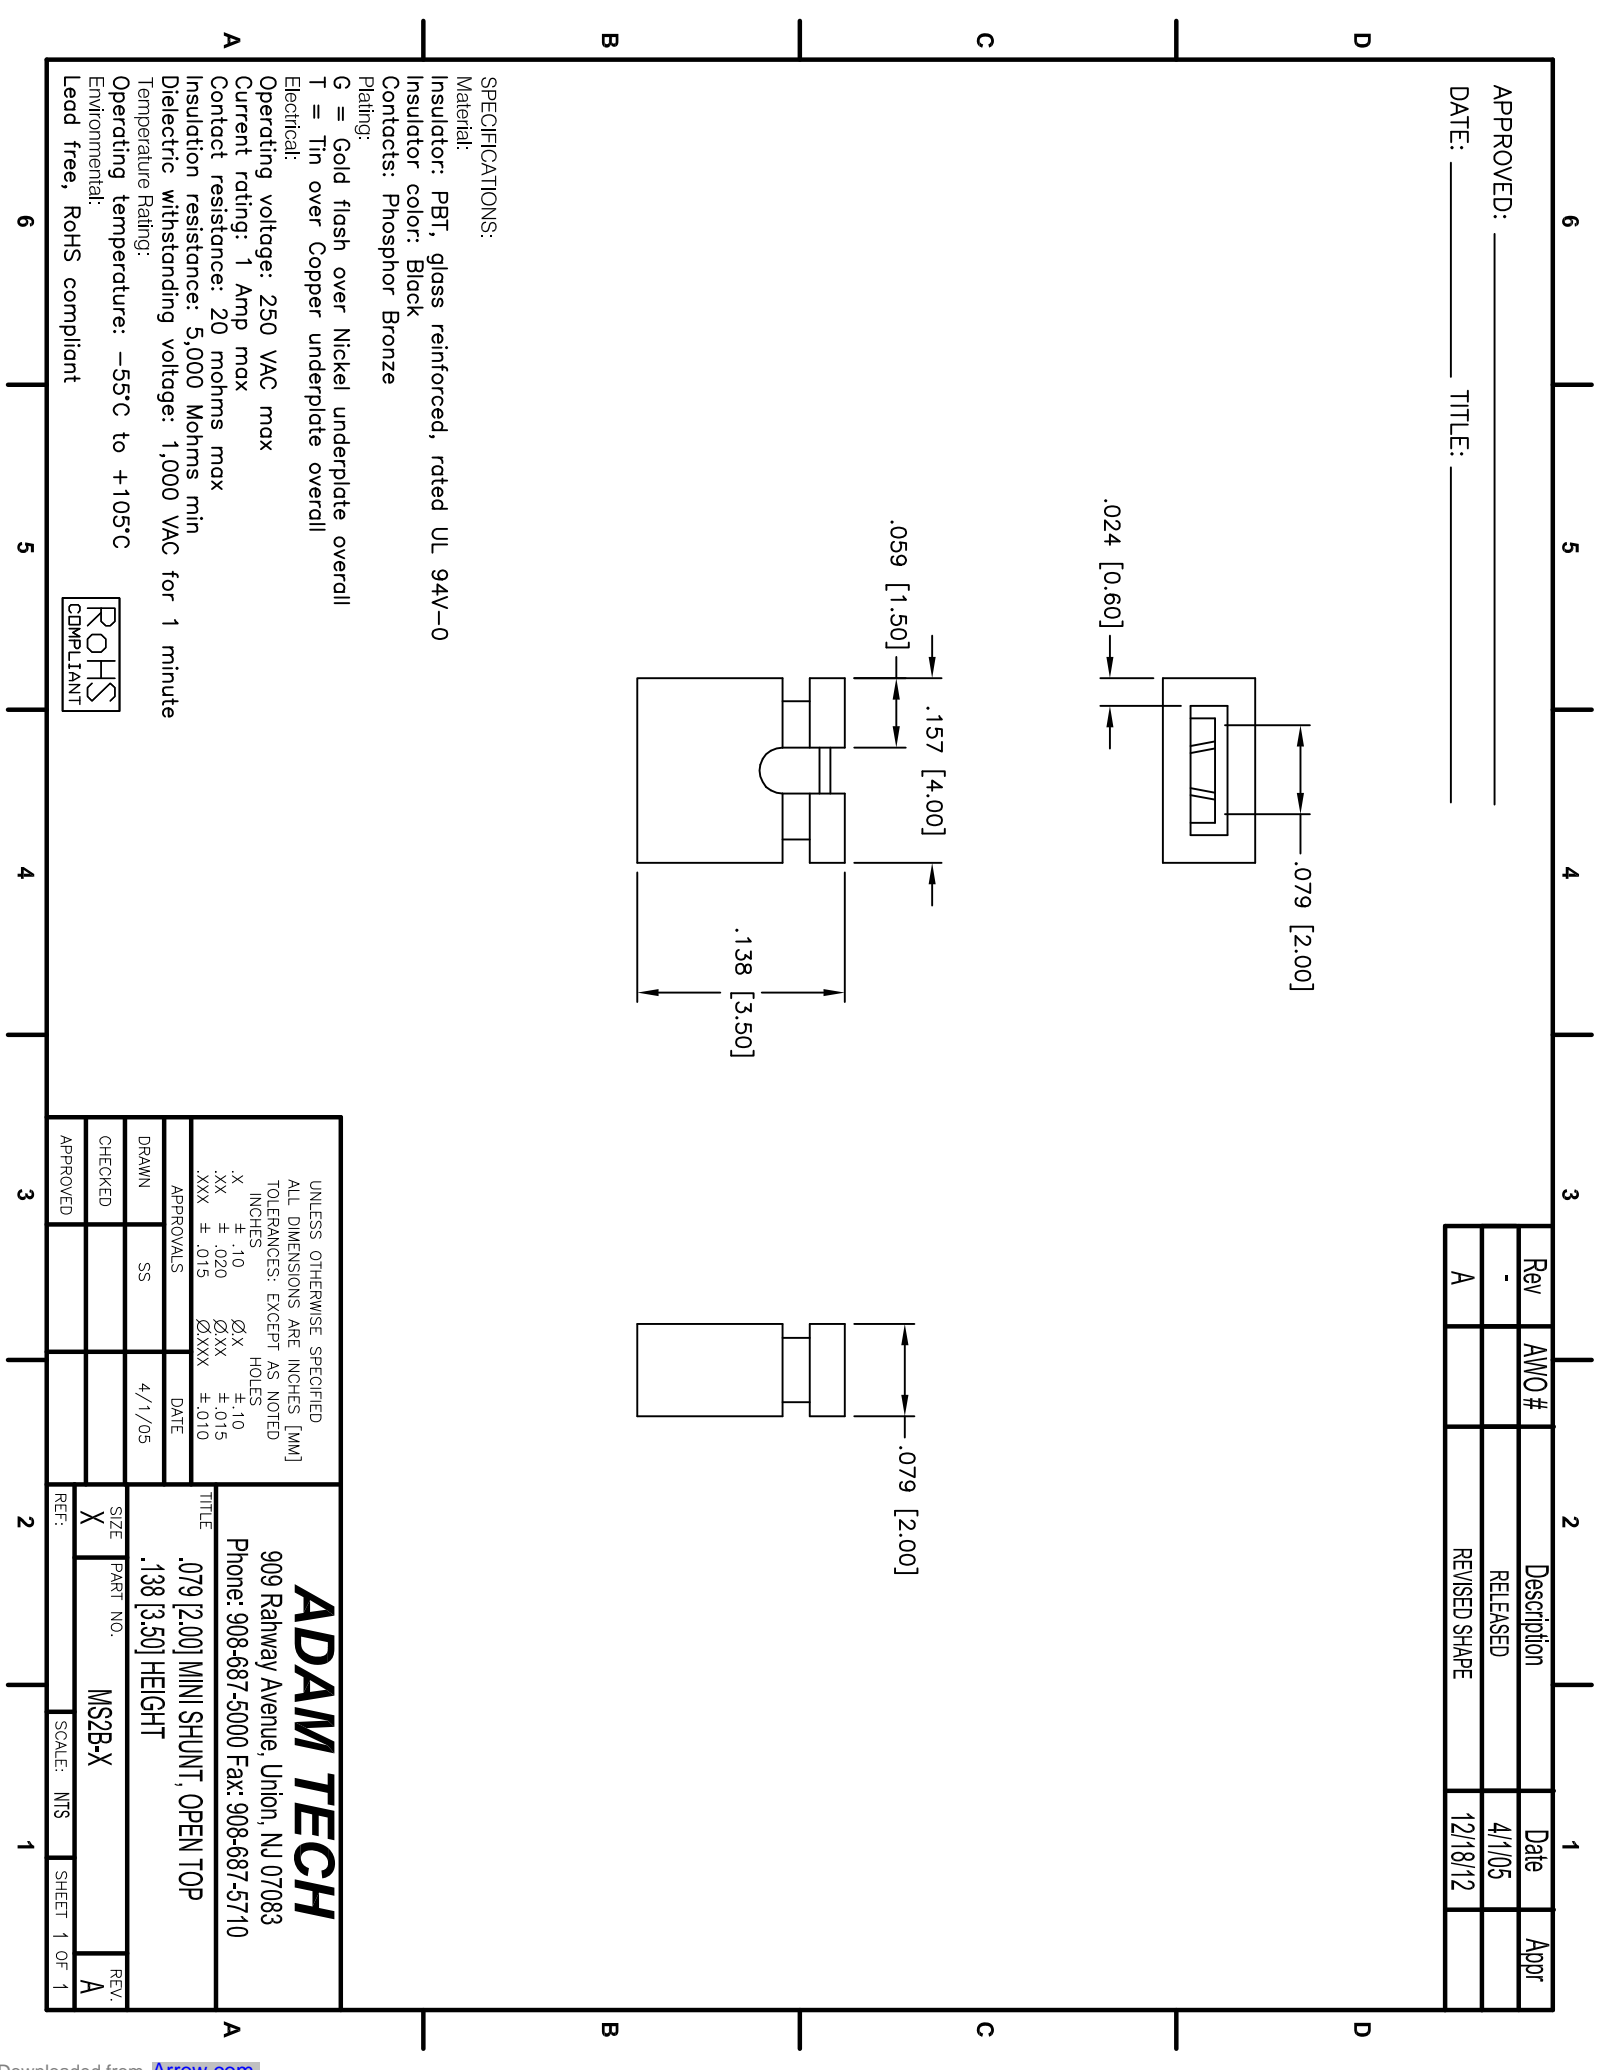 D
C
B
A
6
5
4
3
2
1
APPROVED:
DATE: TITLE:
Rev AWO # Description Date Appr
- RELEASED 4/1/05
A REVISED SHAPE 12/18/12
.079 [2.00]
.024 [0.60]
.157 [4.00]
.059 [1.50]
.138 [3.50]
.079 [2.00]
SPECIFICATIONS:
Material:
Insulator: PBT, glass reinforced, rated UL 94V-0
Insulator color: Black
Contacts: Phosphor Bronze
Plating:
G = Gold flash over Nickel underplate overall
T = Tin over Copper underplate overall
Electrical:
Operating voltage: 250 VAC max
Current rating: 1 Amp max
Contact resistance: 20 mohms max
Insulation resistance: 5,000 Mohms min
Dielectric withstanding voltage: 1,000 VAC for 1 minute
Temperature Rating:
Operating temperature: -55°C to +105°C
Environmental:
Lead free, RoHS compliant
RoHS
COMPLIANT
UNLESS OTHERWISE SPECIFIED
ALL DIMENSIONS ARE INCHES [MM]
TOLERANCES: EXCEPT AS NOTED
INCHES HOLES
.X ± .10 Ø.X ±.10
.XX ± .020 Ø.XX ±.015
.XXX ± .015 Ø.XXX ±.010
APPROVALS DATE
DRAWN SS 4/1/05
CHECKED
APPROVED
ADAM TECH
909 Rahway Avenue, Union, NJ 07083
Phone: 908-687-5000 Fax: 908-687-5710
TITLE
.079 [2.00] MINI SHUNT, OPEN TOP
.138 [3.50] HEIGHT
SIZE PART NO. REV.
X MS2B-X A
REF: SCALE: NTS SHEET 1 OF 1
6
5
4
3
2
1
D
C
B
A
Downloaded from Arrow.com.